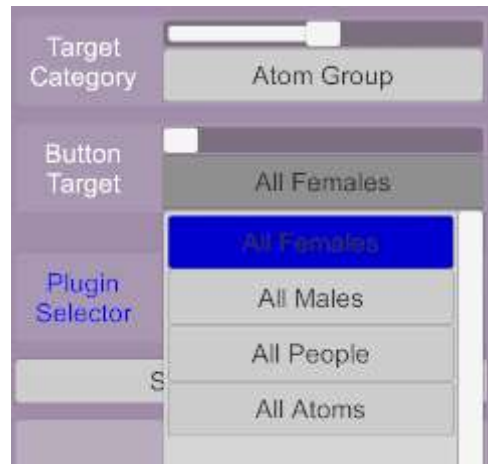 Target
Category
Atom Group
Button
Target
All Females
All Females
All Males
Plugin
Selector
All People
S
All Atoms